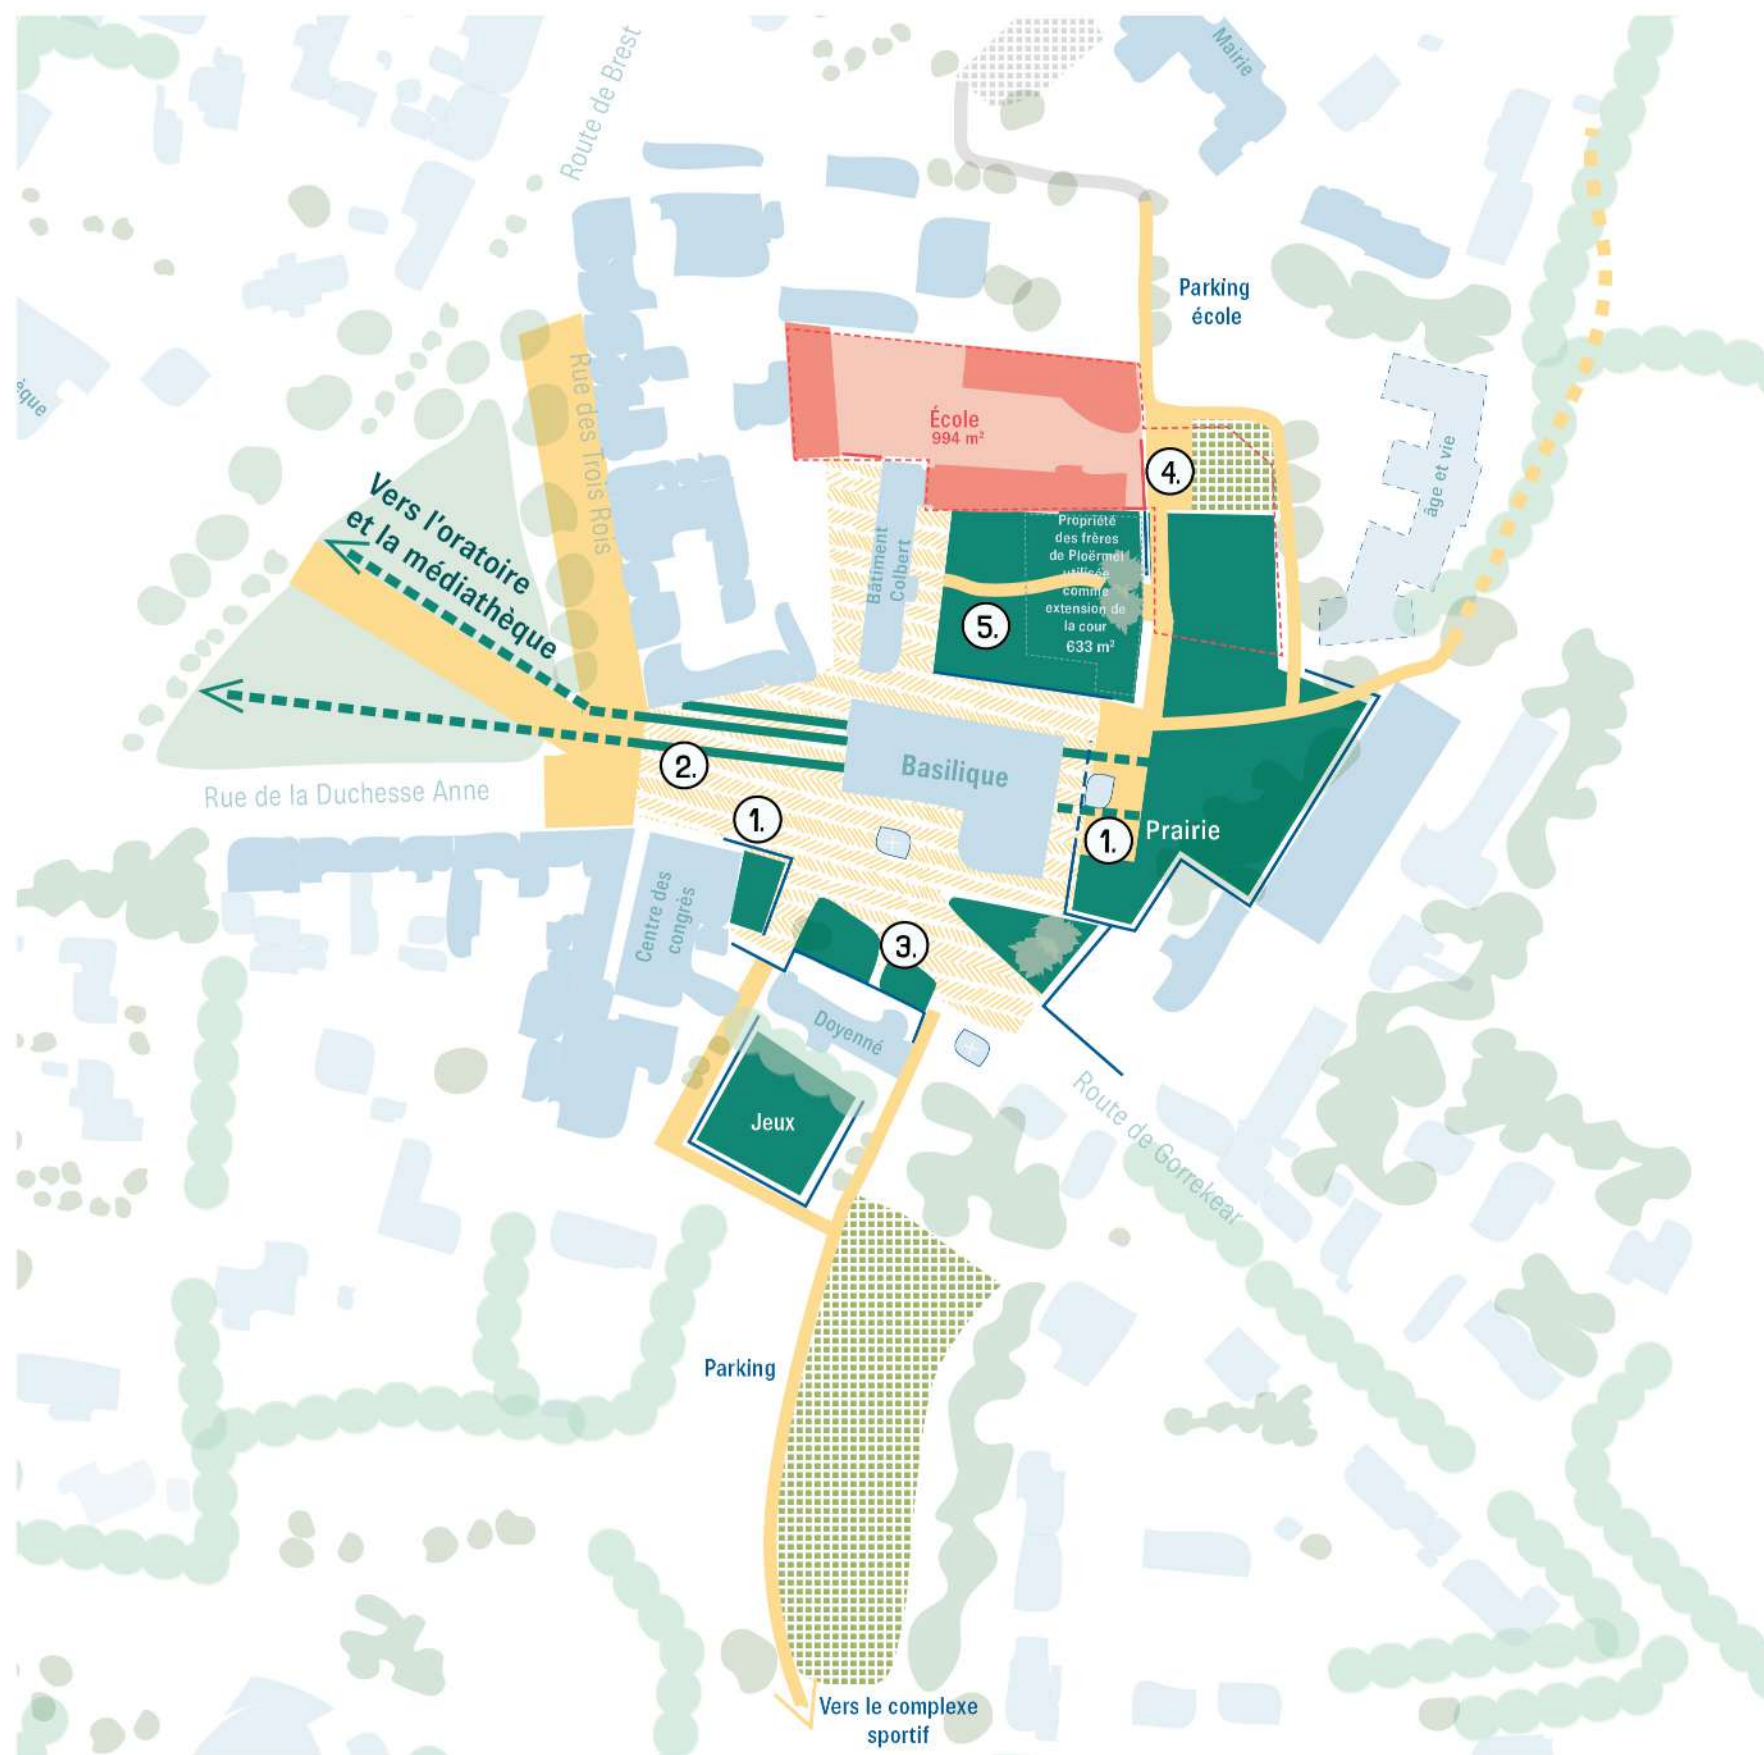 Mairie
Route de Brest
Parking
école
èque
Rue des Trois Rois
École
994 m²
4.
âge et vie
Vers l'oratoire
et la médiathèque
Bâtiment
Colbert
Propriété
des frères
de Ploërmel
utilisée
comme
extension de
la cour
633 m²
5.
Basilique
2.
Rue de la Duchesse Anne
1.
1.
Prairie
Centre des
congrès
3.
Doyenné
Jeux
Route de Gorrekear
Parking
Vers le complexe
sportif